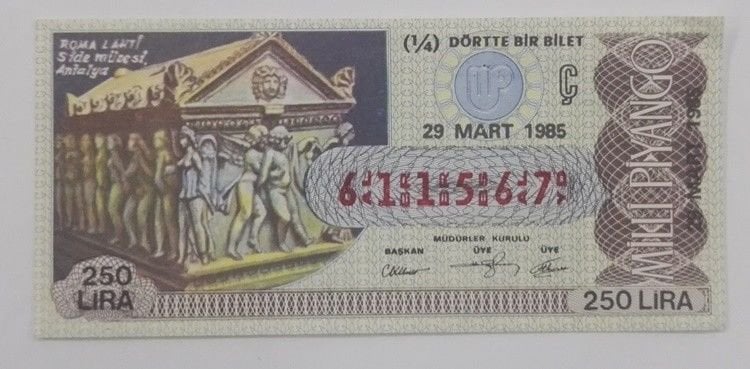 ROMA LAHTİ
Side müzesi,
Antalya
(¼) DÖRTTE BİR BİLET
Ç
29 MART 1985
611567
MÜDÜRLER KURULU
BAŞKAN ÜYE ÜYE
250
LİRA
250 LİRA
MİLLİ PİYANGO